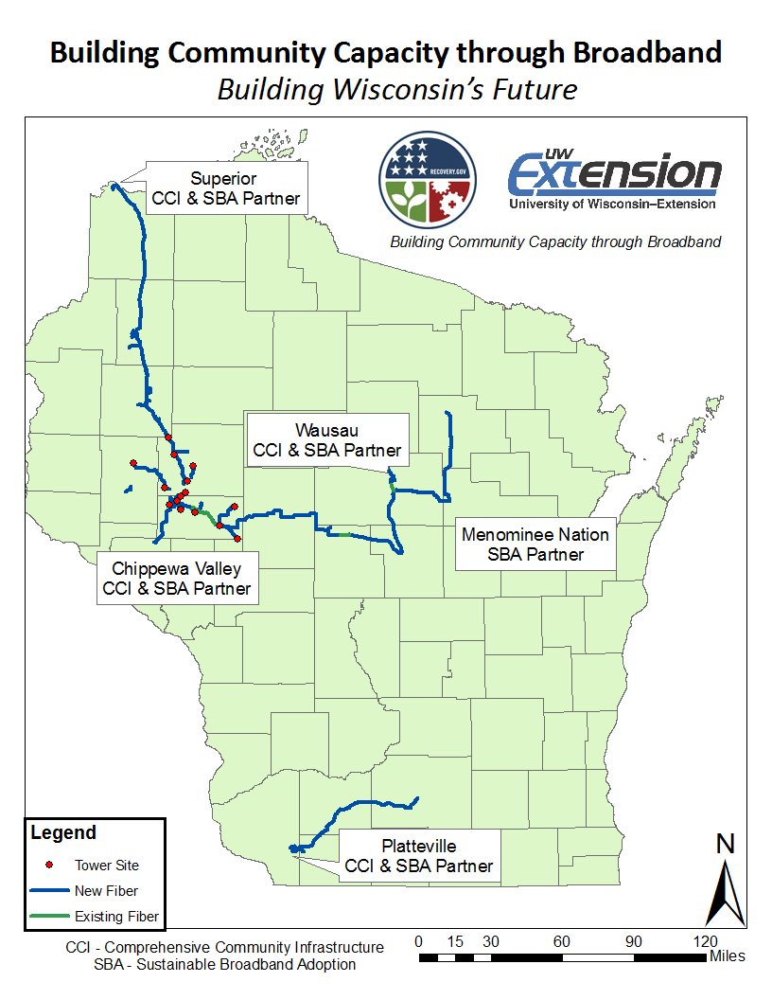 Building Community Capacity through Broadband
Building Wisconsin's Future
Superior
CCI & SBA Partner
RECOVERY.GOV
UW
Extension
University of Wisconsin–Extension
Building Community Capacity through Broadband
Wausau
CCI & SBA Partner
Menominee Nation
SBA Partner
Chippewa Valley
CCI & SBA Partner
Platteville
CCI & SBA Partner
Legend
Tower Site
New Fiber
Existing Fiber
CCI - Comprehensive Community Infrastructure
SBA - Sustainable Broadband Adoption
N
0 15 30 60 90 120
Miles